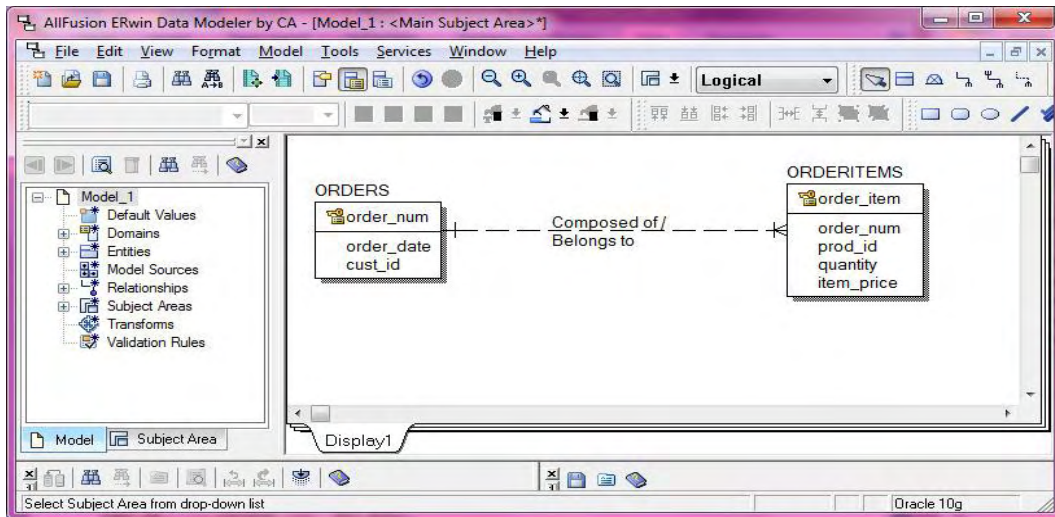 AllFusion ERwin Data Modeler by CA - [Model_1 : <Main Subject Area>*]
File Edit View Format Model Tools Services Window Help
Logical
Model_1
Default Values
Domains
Entities
Model Sources
Relationships
Subject Areas
Transforms
Validation Rules
Model
Subject Area
ORDERS
order_num
order_date
cust_id
Composed of/
Belongs to
ORDERITEMS
order_item
order_num
prod_id
quantity
item_price
Display1
Select Subject Area from drop-down list
Oracle 10g